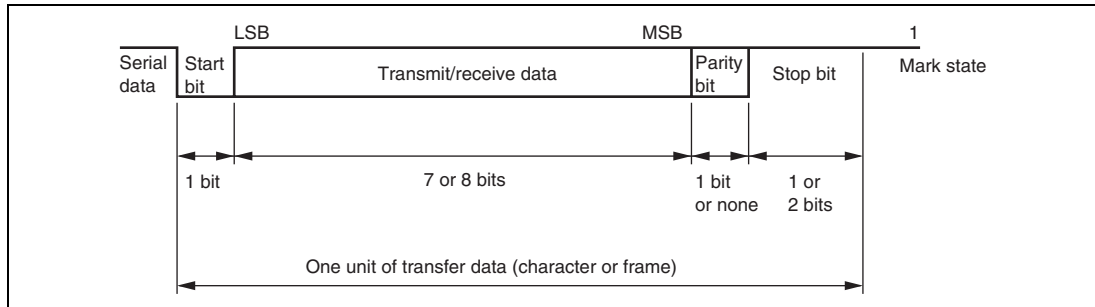 LSB
MSB
1
Serial
data
Start
bit
Transmit/receive data
Parity
bit
Stop bit
Mark state
1 bit
7 or 8 bits
1 bit
or none
1 or
2 bits
One unit of transfer data (character or frame)